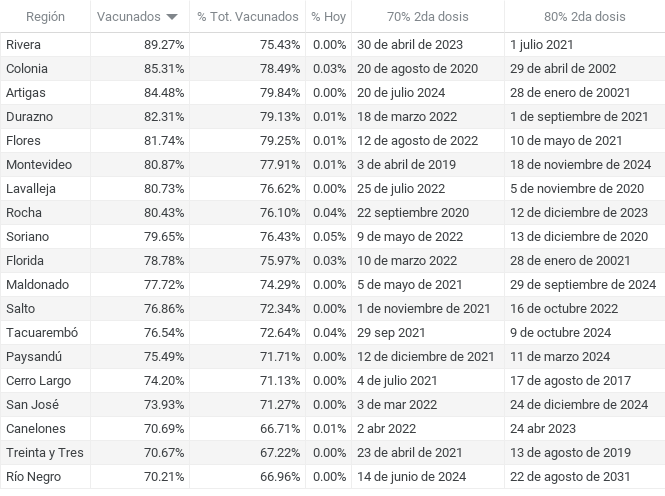 Región Vacunados % Tot. Vacunados % Hoy 70% 2da dosis 80% 2da dosis
Rivera 89.27% 75.43% 0.00% 30 de abril de 2023 1 julio 2021
Colonia 85.31% 78.49% 0.03% 20 de agosto de 2020 29 de abril de 2002
Artigas 84.48% 79.84% 0.00% 20 de julio 2024 28 de enero de 20021
Durazno 82.31% 79.13% 0.01% 18 de marzo 2022 1 de septiembre de 2021
Flores 81.74% 79.25% 0.01% 12 de agosto de 2022 10 de mayo de 2021
Montevideo 80.87% 77.91% 0.01% 3 de abril de 2019 18 de noviembre de 2024
Lavalleja 80.73% 76.62% 0.00% 25 de julio 2022 5 de noviembre de 2020
Rocha 80.43% 76.10% 0.04% 22 septiembre 2020 12 de diciembre de 2023
Soriano 79.65% 76.43% 0.05% 9 de mayo de 2022 13 de diciembre de 2020
Florida 78.78% 75.97% 0.03% 10 de marzo 2022 28 de enero de 20021
Maldonado 77.72% 74.29% 0.00% 5 de mayo de 2021 29 de septiembre de 2024
Salto 76.86% 72.34% 0.00% 1 de noviembre de 2021 16 de octubre 2022
Tacuarembó 76.54% 72.64% 0.04% 29 sep 2021 9 de octubre 2024
Paysandú 75.49% 71.71% 0.00% 12 de diciembre de 2021 11 de marzo 2024
Cerro Largo 74.20% 71.13% 0.00% 4 de julio 2021 17 de agosto de 2017
San José 73.93% 71.27% 0.00% 3 de mar 2022 24 de diciembre de 2024
Canelones 70.69% 66.71% 0.01% 2 abr 2022 24 abr 2023
Treinta y Tres 70.67% 67.22% 0.00% 23 de abril de 2021 13 de agosto de 2019
Río Negro 70.21% 66.96% 0.00% 14 de junio de 2024 22 de agosto de 2031